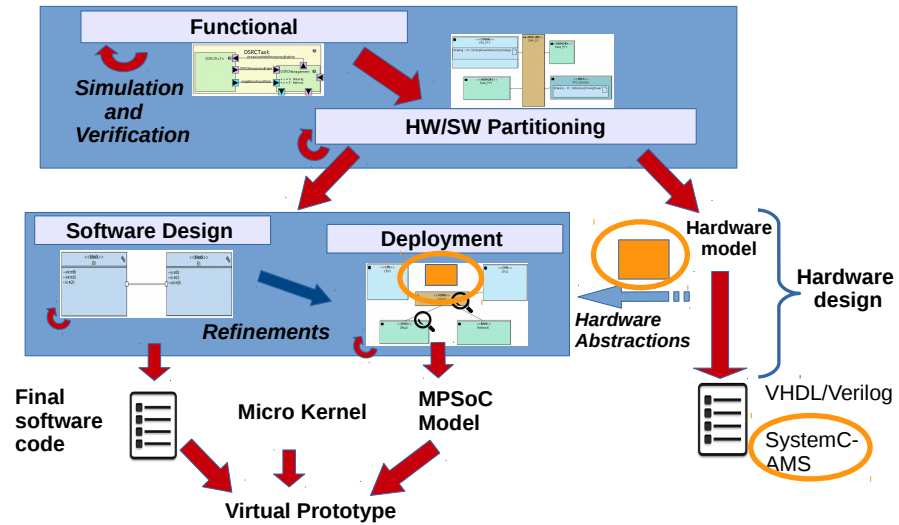 Functional
DSRCTask
Simulation
and
Verification
HW/SW Partitioning
Software Design
Deployment
Refinements
Hardware
model
Hardware
design
Hardware
Abstractions
Final
software
code
Micro Kernel
MPSoC
Model
VHDL/Verilog
SystemC-
AMS
Virtual Prototype